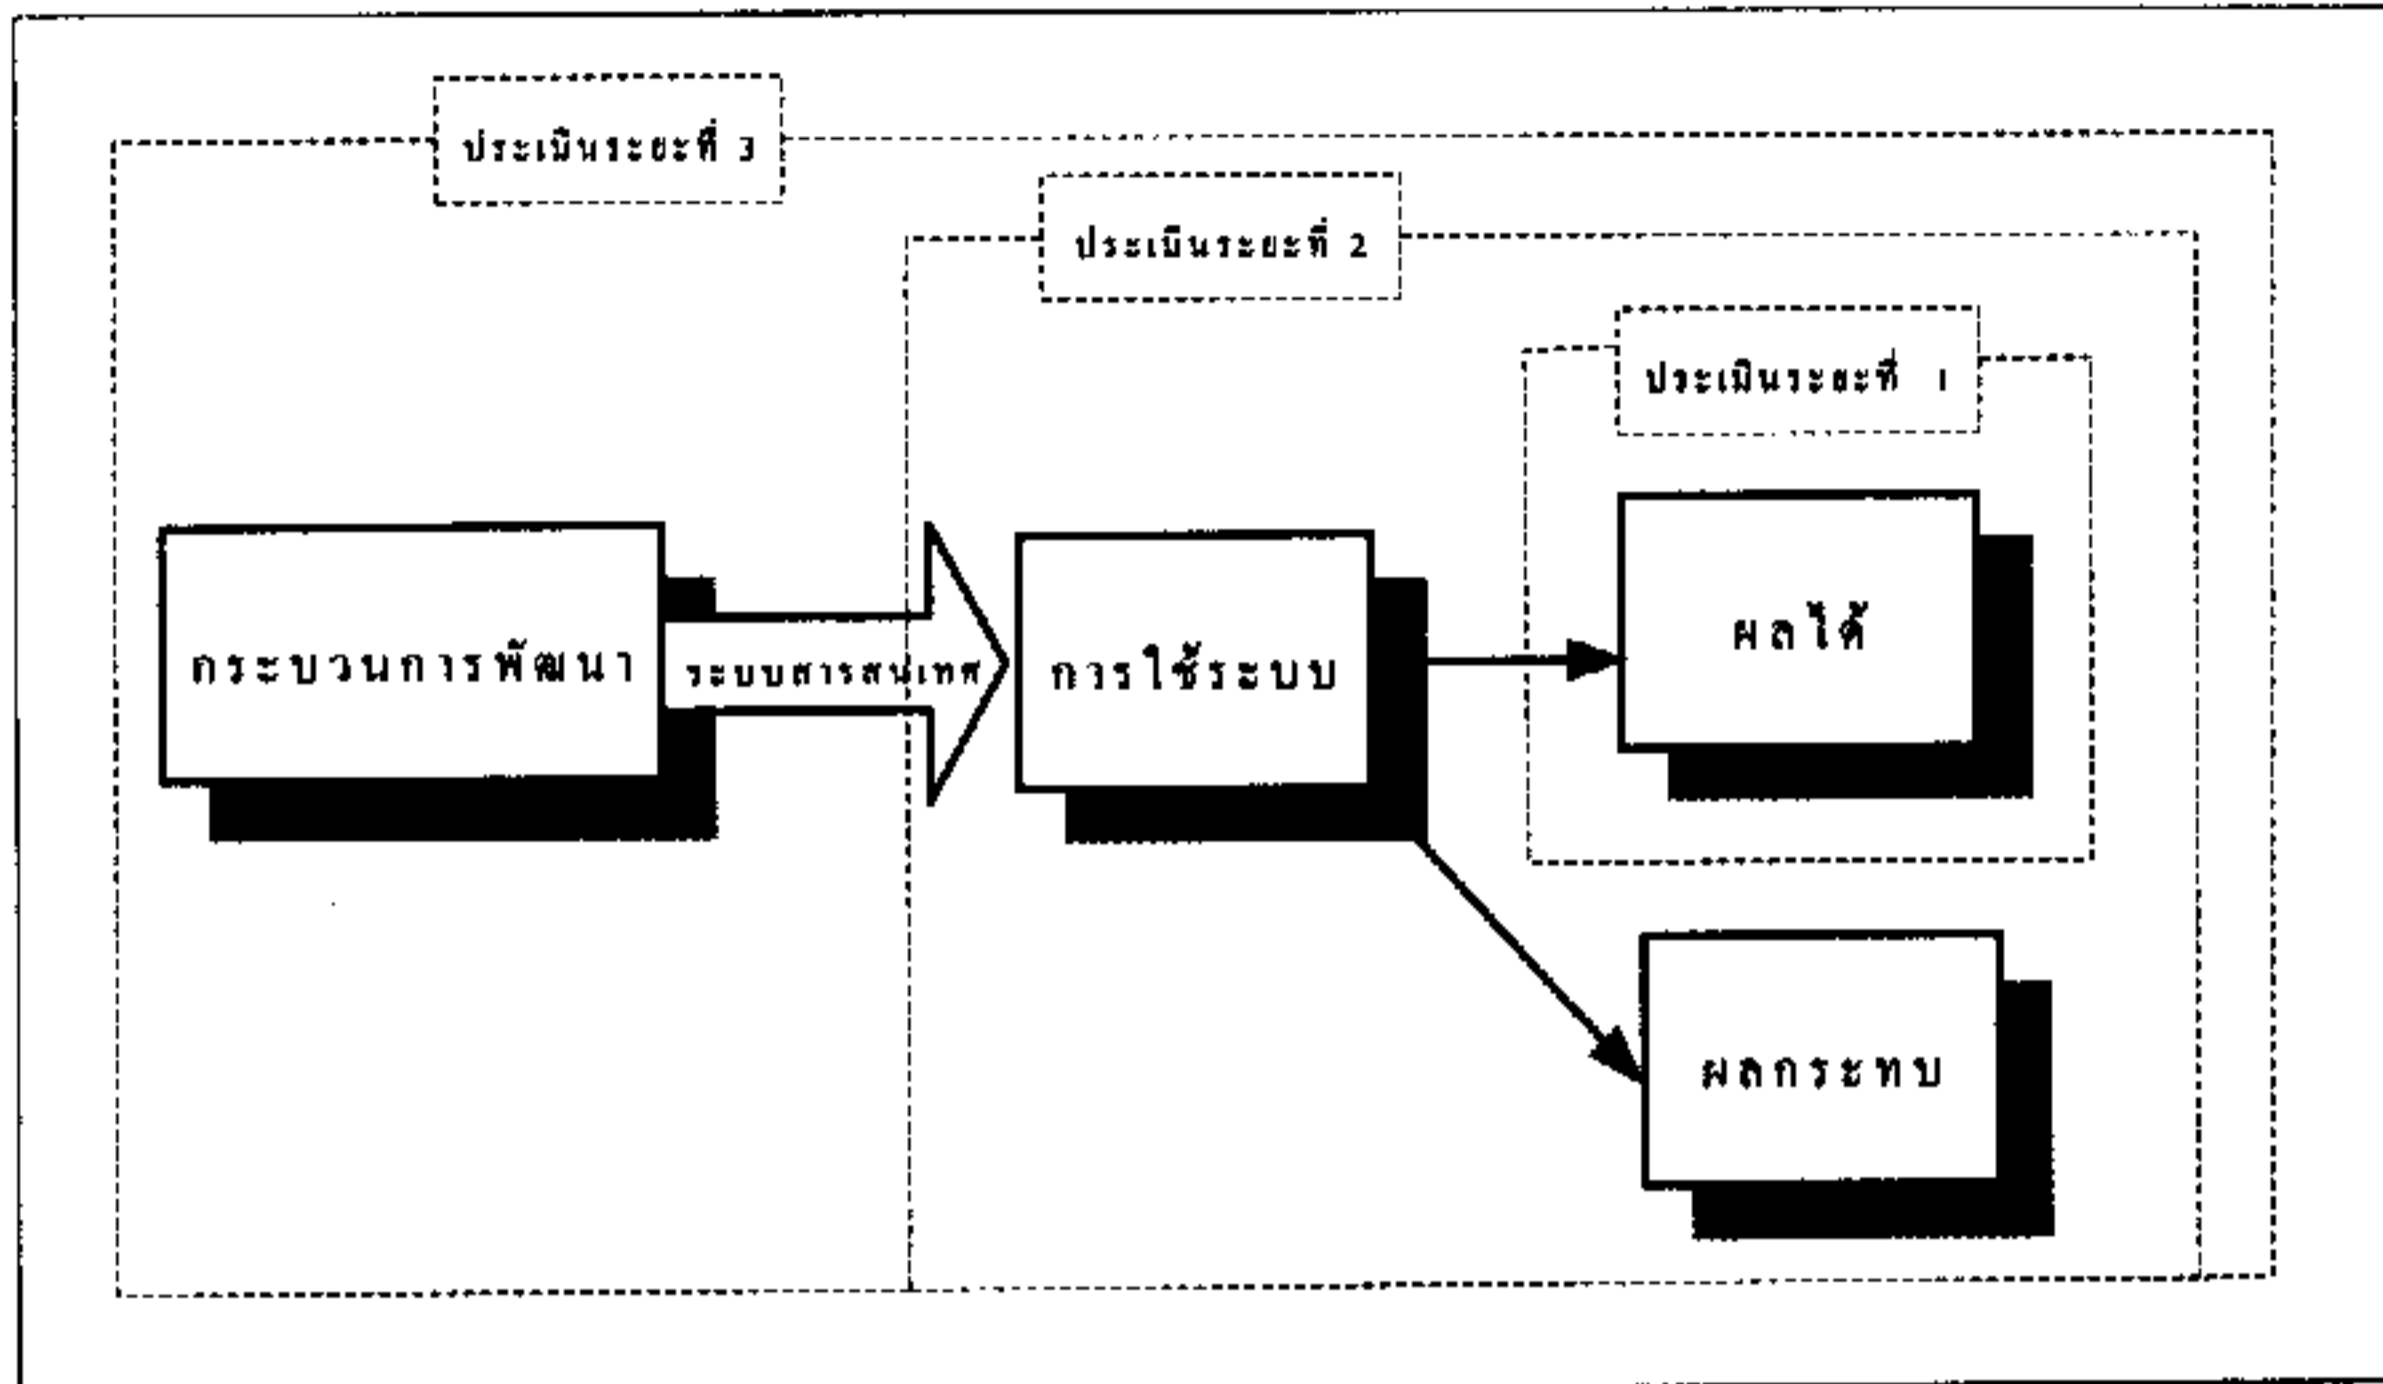 ประเมินระยะที่ 3
ประเมินระยะที่ 2
ประเมินระยะที่ 1
กระบวนการพัฒนา
ระบบสารสนเทศ
การใช้ระบบ
ผลได้
ผลกระทบ